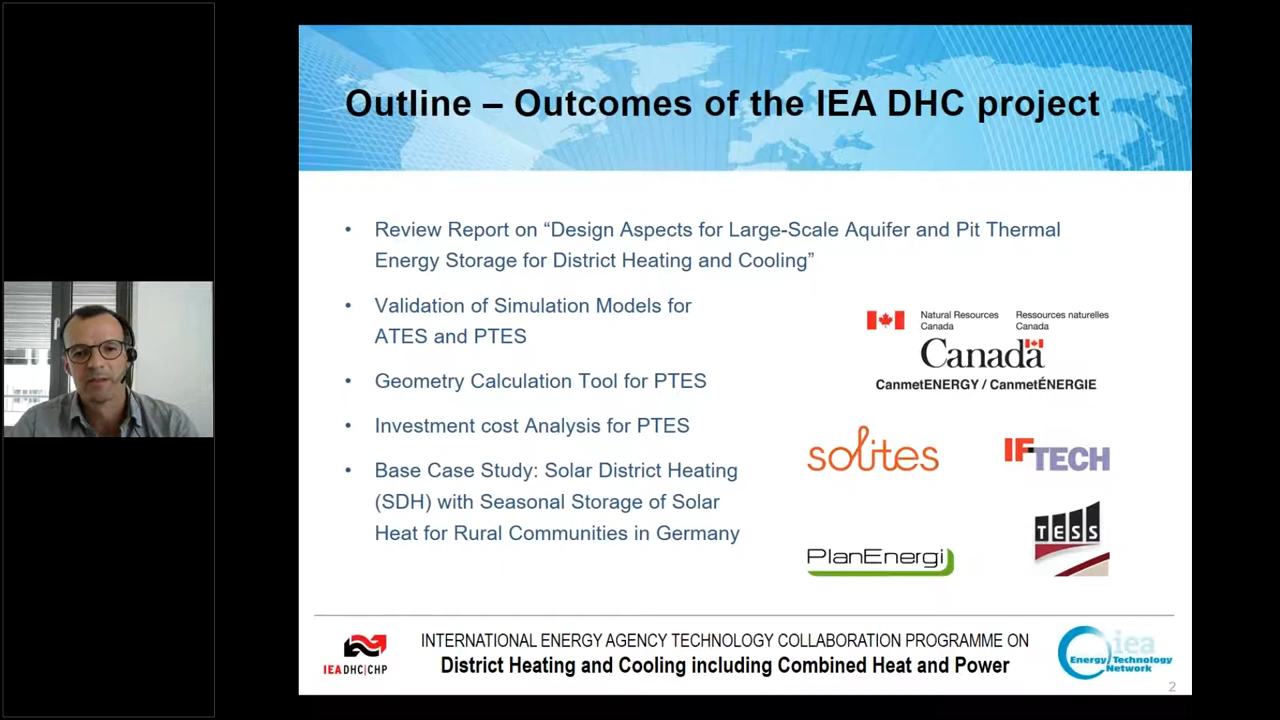 Outline – Outcomes of the IEA DHC project
• Review Report on “Design Aspects for Large-Scale Aquifer and Pit Thermal
Energy Storage for District Heating and Cooling”
• Validation of Simulation Models for
ATES and PTES
• Geometry Calculation Tool for PTES
• Investment cost Analysis for PTES
• Base Case Study: Solar District Heating
(SDH) with Seasonal Storage of Solar
Heat for Rural Communities in Germany
Natural Resources Ressources naturelles
Canada Canada
Canada
CanmetENERGY / CanmetÉNERGIE
solites
IFTECH
PlanEnergi
TESS
IEADHC|CHP
INTERNATIONAL ENERGY AGENCY TECHNOLOGY COLLABORATION PROGRAMME ON
District Heating and Cooling including Combined Heat and Power
iea
Energy Technology
Network
2